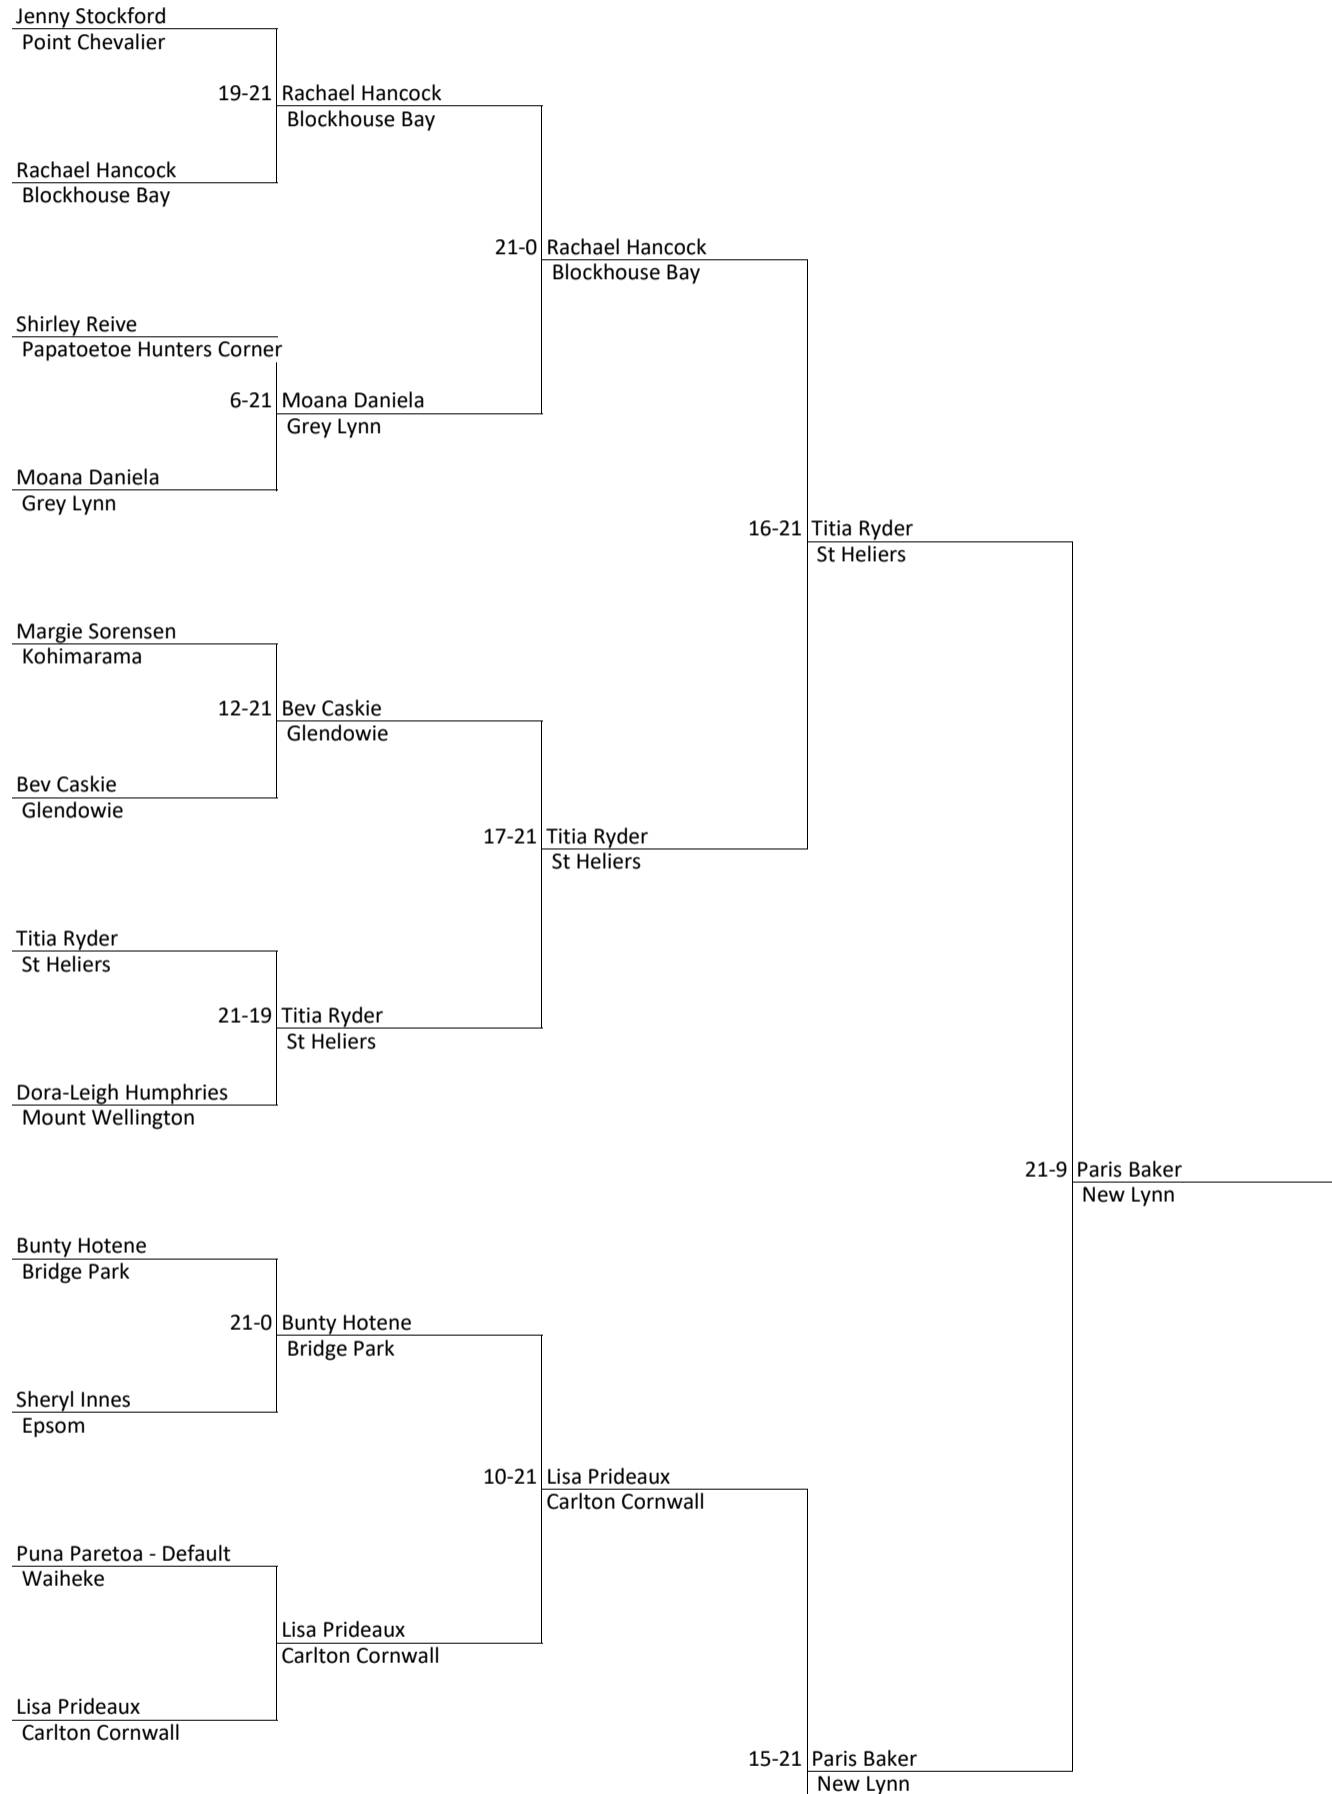 Jenny Stockford
Point Chevalier
19-21 Rachael Hancock
Blockhouse Bay
Rachael Hancock
Blockhouse Bay
21-0 Rachael Hancock
Blockhouse Bay
Shirley Reive
Papatoetoe Hunters Corner
6-21 Moana Daniela
Grey Lynn
Moana Daniela
Grey Lynn
16-21 Titia Ryder
St Heliers
Margie Sorensen
Kohimarama
12-21 Bev Caskie
Glendowie
Bev Caskie
Glendowie
17-21 Titia Ryder
St Heliers
Titia Ryder
St Heliers
21-19 Titia Ryder
St Heliers
Dora-Leigh Humphries
Mount Wellington
21-9 Paris Baker
New Lynn
Bunty Hotene
Bridge Park
21-0 Bunty Hotene
Bridge Park
Sheryl Innes
Epsom
10-21 Lisa Prideaux
Carlton Cornwall
Puna Paretoa - Default
Waiheke
Lisa Prideaux
Carlton Cornwall
Lisa Prideaux
Carlton Cornwall
15-21 Paris Baker
New Lynn